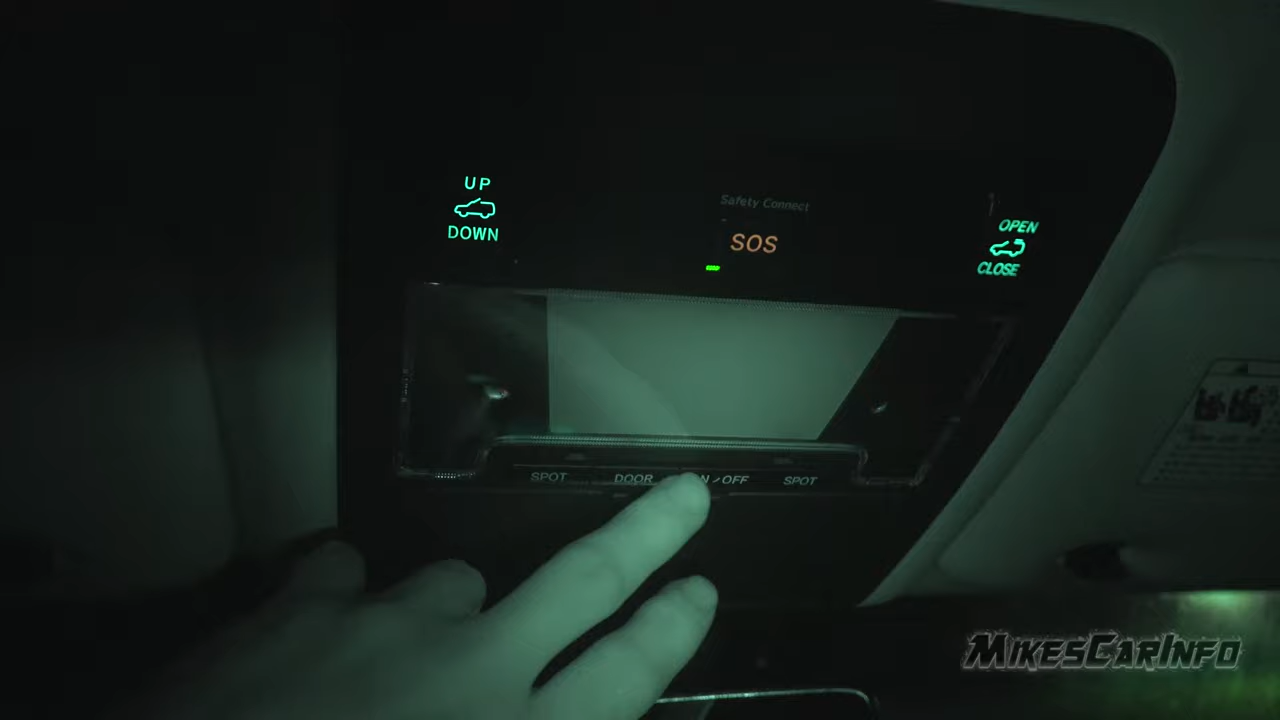 UP
DOWN
Safety Connect
SOS
OPEN
CLOSE
SPOT DOOR /OFF SPOT
MIKESCARINFO